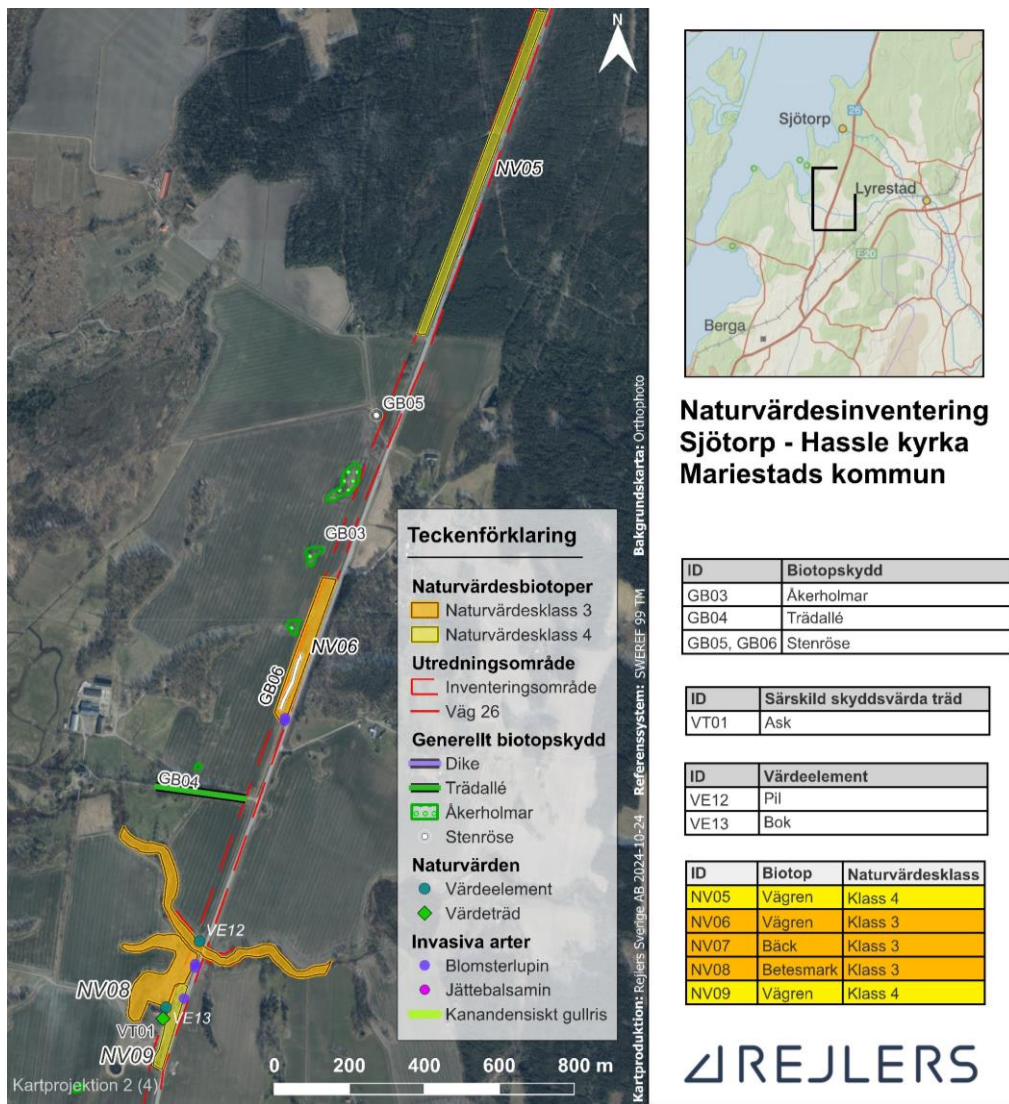 N
NV05
GB05
GB03
NV06
GB06
GB04
VE12
NV08
VE13
VT01
NV09
Kartprojektion 2 (4)
Teckenförklaring
Naturvärdesbiotoper
Naturvärdesklass 3
Naturvärdesklass 4
Utredningsområde
Inventeringsområde
Väg 26
Generellt biotopskydd
Dike
Trädallé
Åkerholmar
Stenröse
Naturvärden
Värdeelement
Värdeträd
Invasiva arter
Blomsterlupin
Jättebalsamin
Kanandensiskt gullris
0 200 400 600 800 m
Kartproduktion: Rejlers Sverige AB 2024-10-24 Referenssystem: SWEREF 99 TM Bakgrundskarta: Orthophoto
26
Sjötorp
Lyrestad
E20
Berga
Naturvärdesinventering
Sjötorp - Hassle kyrka
Mariestads kommun
ID Biotopskydd
GB03 Åkerholmar
GB04 Trädallé
GB05, GB06 Stenröse
ID Särskild skyddsvärda träd
VT01 Ask
ID Värdeelement
VE12 Pil
VE13 Bok
ID Biotop Naturvärdesklass
NV05 Vägren Klass 4
NV06 Vägren Klass 3
NV07 Bäck Klass 3
NV08 Betesmark Klass 3
NV09 Vägren Klass 4
REJLERS